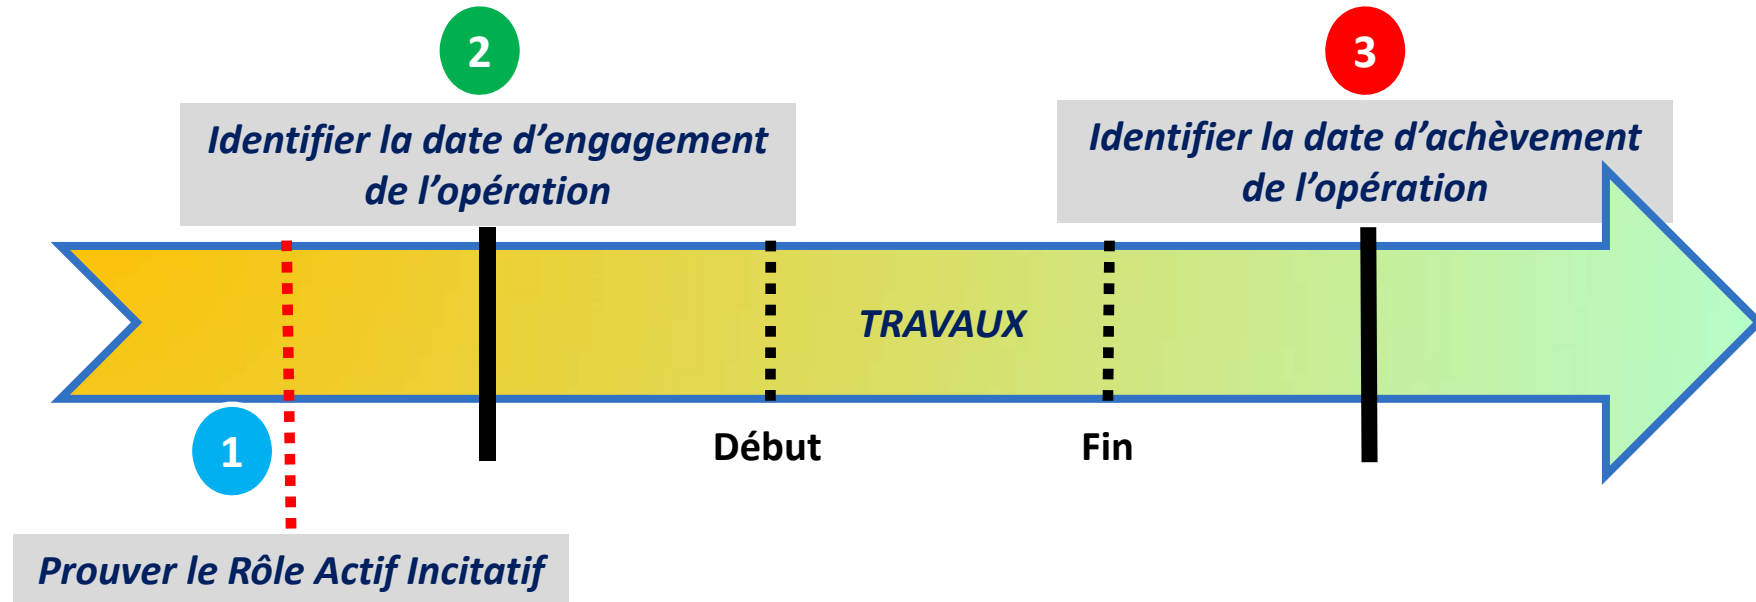 2
3
Identifier la date d’engagement
de l’opération
Identifier la date d’achèvement
de l’opération
TRAVAUX
1
Début
Fin
Prouver le Rôle Actif Incitatif